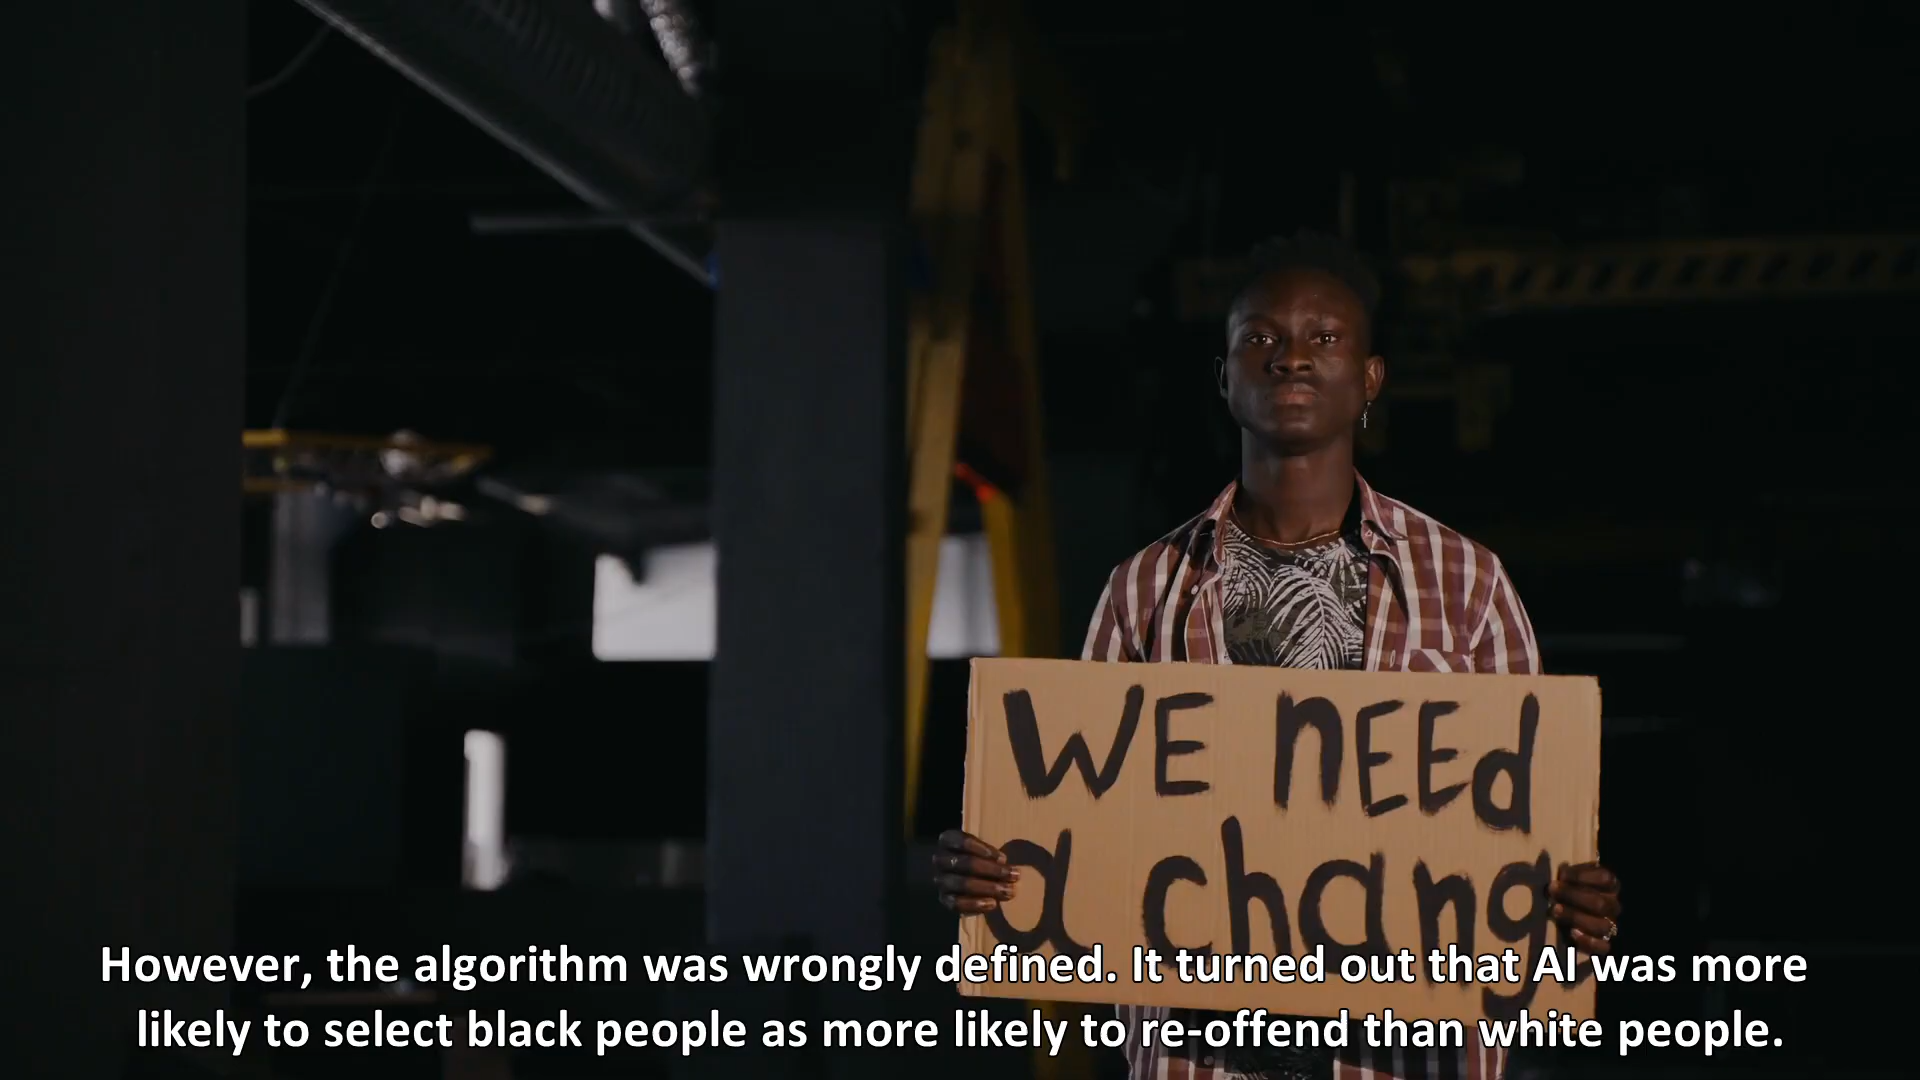 WE nEEd
a chang
However, the algorithm was wrongly defined. It turned out that AI was more
likely to select black people as more likely to re-offend than white people.